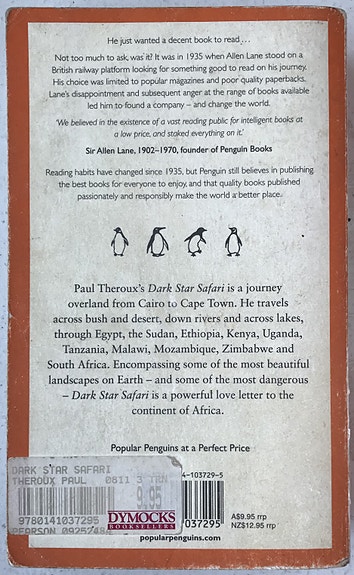 He just wanted a decent book to read ...
Not too much to ask, was it? It was in 1935 when Allen Lane stood on a
British railway platform looking for something good to read on his journey.
His choice was limited to popular magazines and poor quality paperbacks.
Lane's disappointment and subsequent anger at the range of books available
led him to found a company – and change the world.
'We believed in the existence of a vast reading public for intelligent books at
a low price, and staked everything on it.'
Sir Allen Lane, 1902–1970, founder of Penguin Books
Reading habits have changed since 1935, but Penguin still believes in publishing
the best books for everyone to enjoy, and that quality books published
passionately and responsibly make the world a better place.
Paul Theroux's Dark Star Safari is a journey
overland from Cairo to Cape Town. He travels
across bush and desert, down rivers and across lakes,
through Egypt, the Sudan, Ethiopia, Kenya, Uganda,
Tanzania, Malawi, Mozambique, Zimbabwe and
South Africa. Encompassing some of the most beautiful
landscapes on Earth – and some of the most dangerous
– Dark Star Safari is a powerful love letter to the
continent of Africa.
Popular Penguins at a Perfect Price
DARK STAR SAFARI
THEROUX PAUL 0811 3 TRN
9.95
9780141037295
PEARSON
DYMOCKS
BOOKSELLERS
4-103729-5
037295
A$9.95 rrp
NZ$12.95 rrp
popularpenguins.com